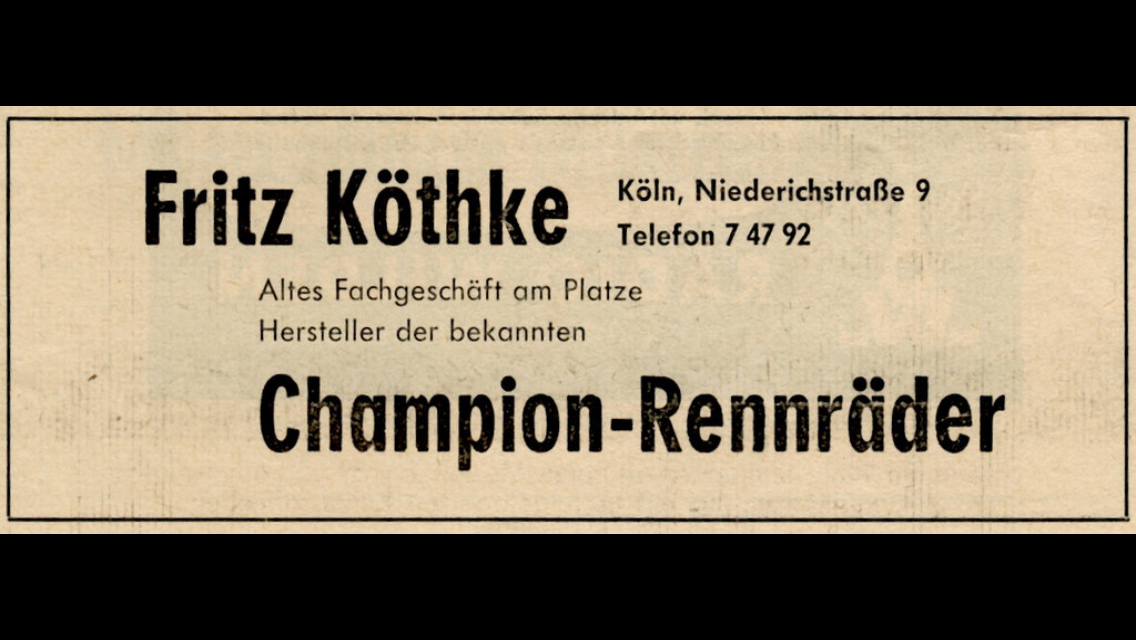 Fritz Köthke
Köln, Niederichstraße 9
Telefon 7 47 92
Altes Fachgeschäft am Platze
Hersteller der bekannten
Champion-Rennräder